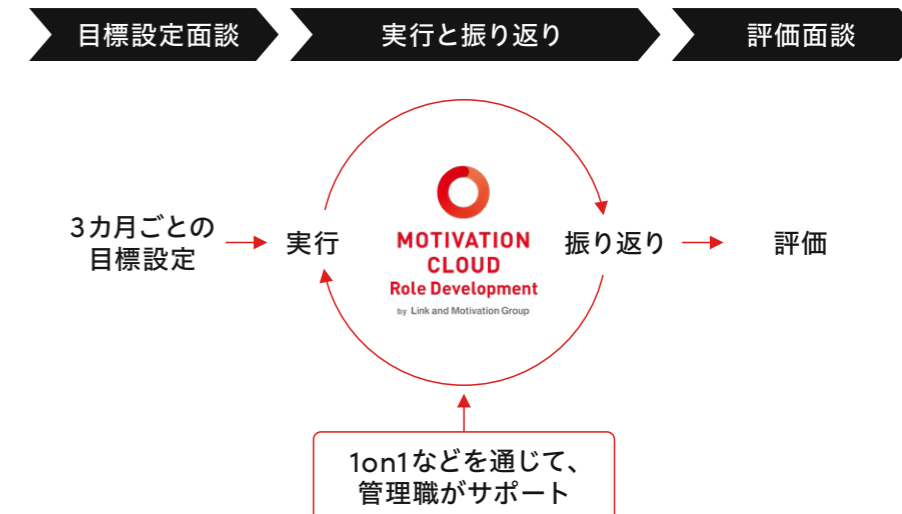 目標設定面談
実行と振り返り
評価面談
3カ月ごとの
目標設定
実行
MOTIVATION
CLOUD
Role Development
by Link and Motivation Group
振り返り
評価
1on1などを通じて、
管理職がサポート